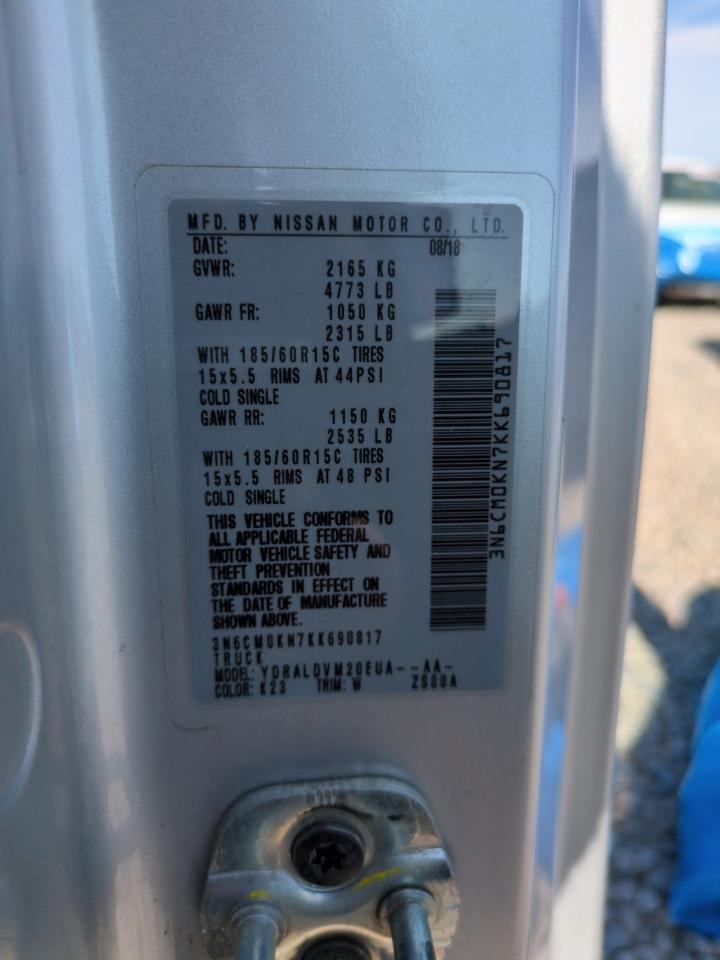 MFD. BY NISSAN MOTOR CO., LTD.
DATE: 08/18
GVWR: 2165 KG
4773 LB
GAWR FR: 1050 KG
2315 LB
WITH 185/60R15C TIRES
15x5.5 RIMS AT 44PSI
COLD SINGLE
GAWR RR: 1150 KG
2535 LB
WITH 185/60R15C TIRES
15x5.5 RIMS AT 48 PSI
COLD SINGLE
THIS VEHICLE CONFORMS TO
ALL APPLICABLE FEDERAL
MOTOR VEHICLE SAFETY AND
THEFT PREVENTION
STANDARDS IN EFFECT ON
THE DATE OF MANUFACTURE
SHOWN ABOVE.
3N6CM0KN7KK690817
TRUCK
MODEL: YDRALDVM20EUA--AA-
COLOR: K23 TRIM: W ZS00A
3N6CM0KN7KK690817